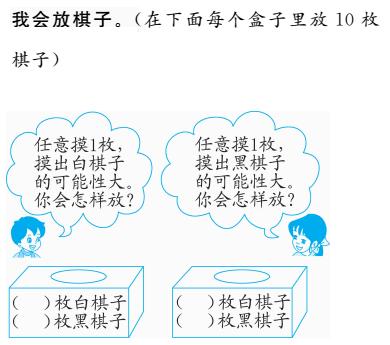 我会放棋子。(在下面每个盒子里放 10 枚
棋子)
任意摸1枚，
摸出白棋子
的可能性大。
你会怎样放?
任意摸1枚，
摸出黑棋子
的可能性大。
你会怎样放?
(  )枚白棋子
(  )枚黑棋子
(  )枚白棋子
(  )枚黑棋子